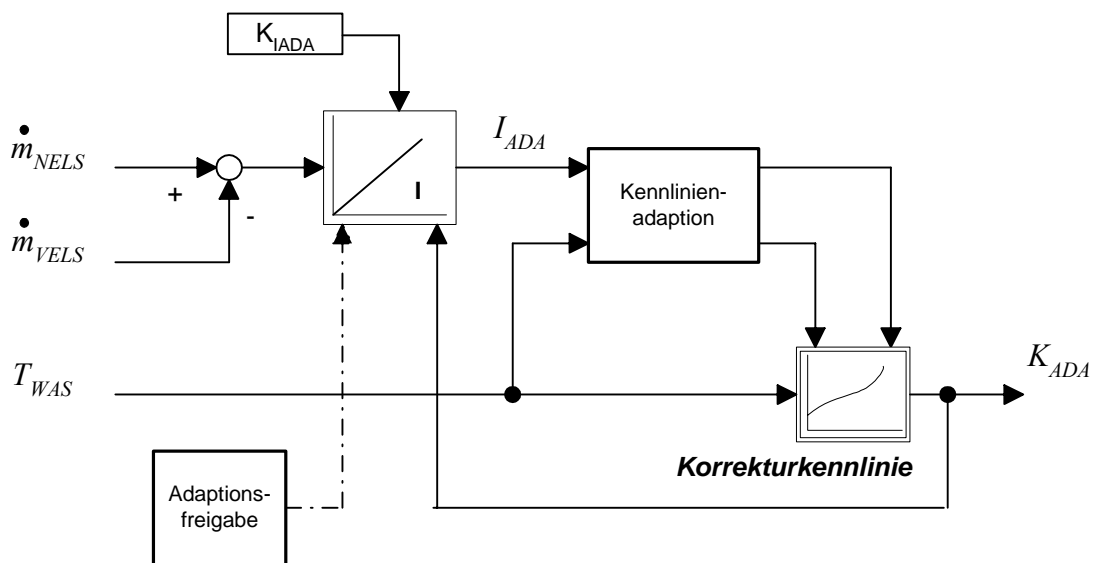 K_IADA
ṁ_NELS
+
-
ṁ_VELS
I
I_ADA
Kennlinien-
adaption
T_WAS
K_ADA
Korrekturkennlinie
Adaptions-
freigabe